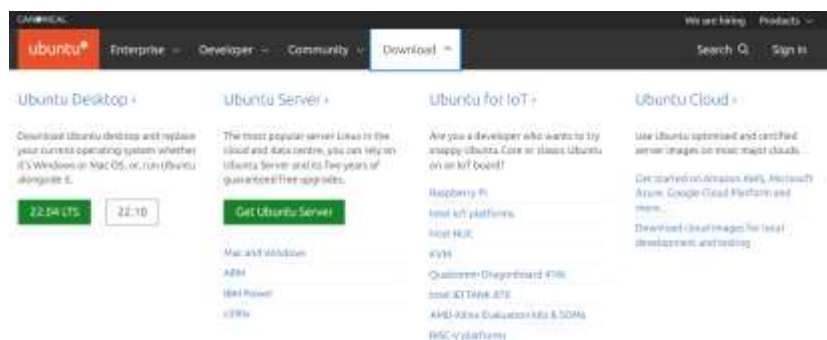 CANONICAL
We are hiring Products
ubuntu® Enterprise Developer Community Download Search Sign in
Ubuntu Desktop ›
Download Ubuntu desktop and replace
your current operating system whether
it's Windows or Mac OS, or, run Ubuntu
alongside it.
22.04 LTS 22.10
Ubuntu Server ›
The most popular server Linux in the
cloud and data centre, you can rely on
Ubuntu Server and its five years of
guaranteed free upgrades.
Get Ubuntu Server
Mac and Windows
ARM
IBM Power
s390x
Ubuntu for IoT ›
Are you a developer who wants to try
snappy Ubuntu Core or classic Ubuntu
on an IoT board?
Raspberry Pi
Intel IoT platforms
Intel NUC
KVM
Qualcomm Dragonboard 410c
Intel IEI TANK 870
AMD-Xilinx Evaluation kits & SOMs
RISC-V platforms
Ubuntu Cloud ›
Use Ubuntu optimised and certified
server images on most major clouds.
Get started on Amazon AWS, Microsoft
Azure, Google Cloud Platform and
more...
Download cloud images for local
development and testing